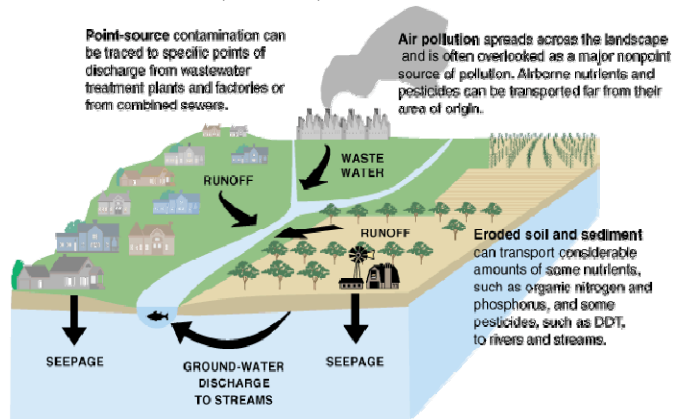 Point-source contamination can
be traced to specific points of
discharge from wastewater
treatment plants and factories or
from combined sewers.
Air pollution spreads across the landscape
and is often overlooked as a major nonpoint
source of pollution. Airborne nutrients and
pesticides can be transported far from their
area of origin.
WASTE
WATER
RUNOFF
RUNOFF
Eroded soil and sediment
can transport considerable
amounts of some nutrients,
such as organic nitrogen and
phosphorus, and some
pesticides, such as DDT,
to rivers and streams.
SEEPAGE
GROUND-WATER
DISCHARGE
TO STREAMS
SEEPAGE